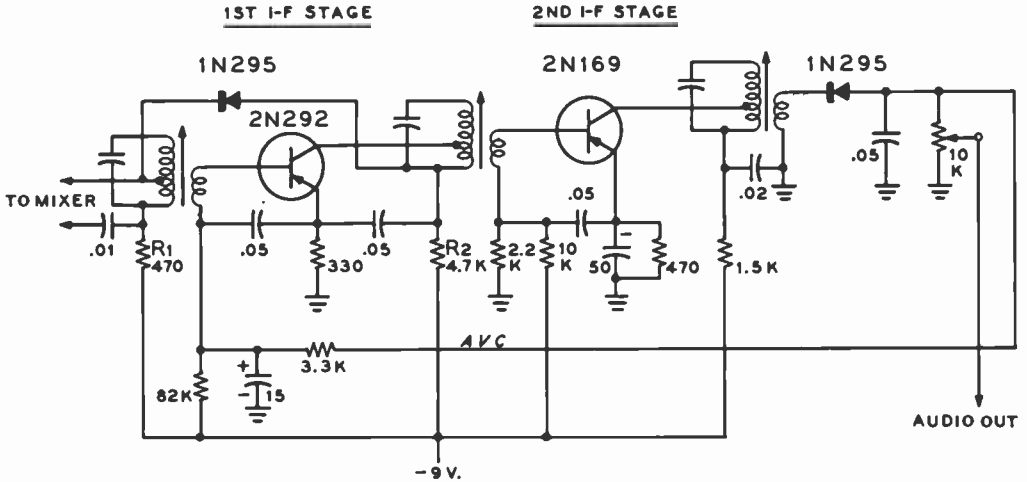 1ST I-F STAGE
2ND I-F STAGE
1N295
2N292
2N169
1N295
TO MIXER
.01
R1
470
.05
330
.05
R2
4.7K
2.2
K
10
K
.05
-
50
470
1.5K
.02
.05
10
K
82K
+
-
15
3.3K
AVC
AUDIO OUT
-9V.